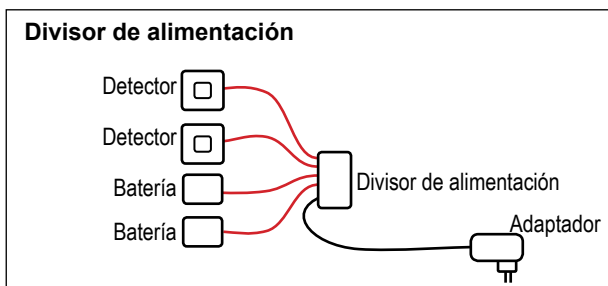 Divisor de alimentación
Detector
Detector
Batería
Batería
Divisor de alimentación
Adaptador